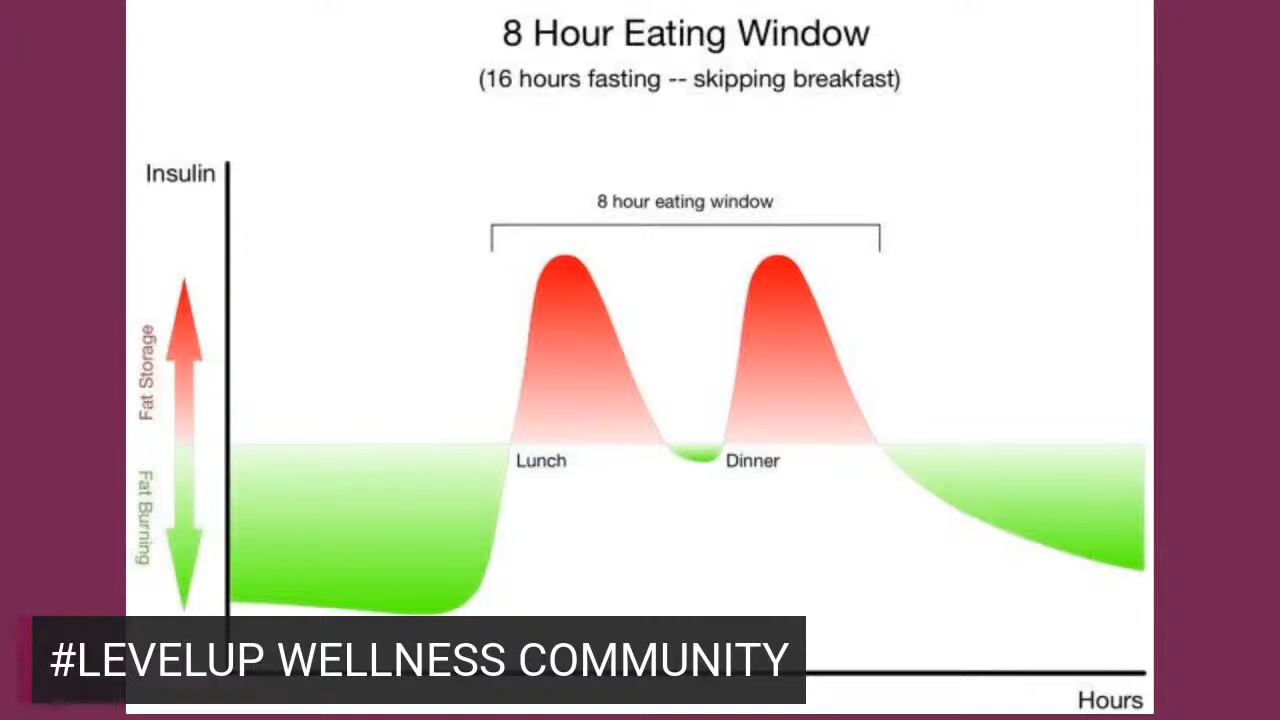 8 Hour Eating Window
(16 hours fasting -- skipping breakfast)
Insulin
8 hour eating window
Fat Storage
Fat Burning
Lunch
Dinner
#LEVELUP WELLNESS COMMUNITY
Hours